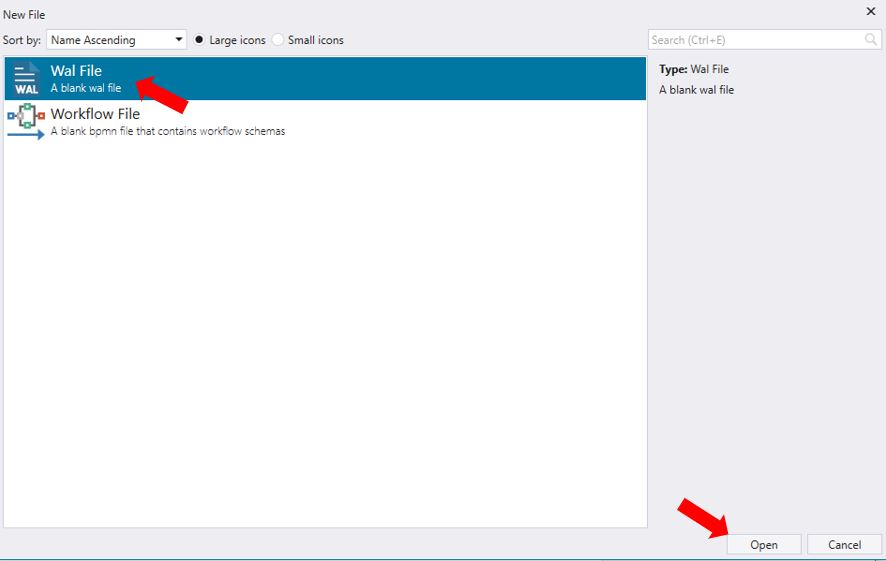 New File
Sort by: Name Ascending Large icons Small icons Search (Ctrl+E)
WAL
Wal File
A blank wal file
Workflow File
A blank bpmn file that contains workflow schemas
Type: Wal File
A blank wal file
Open Cancel